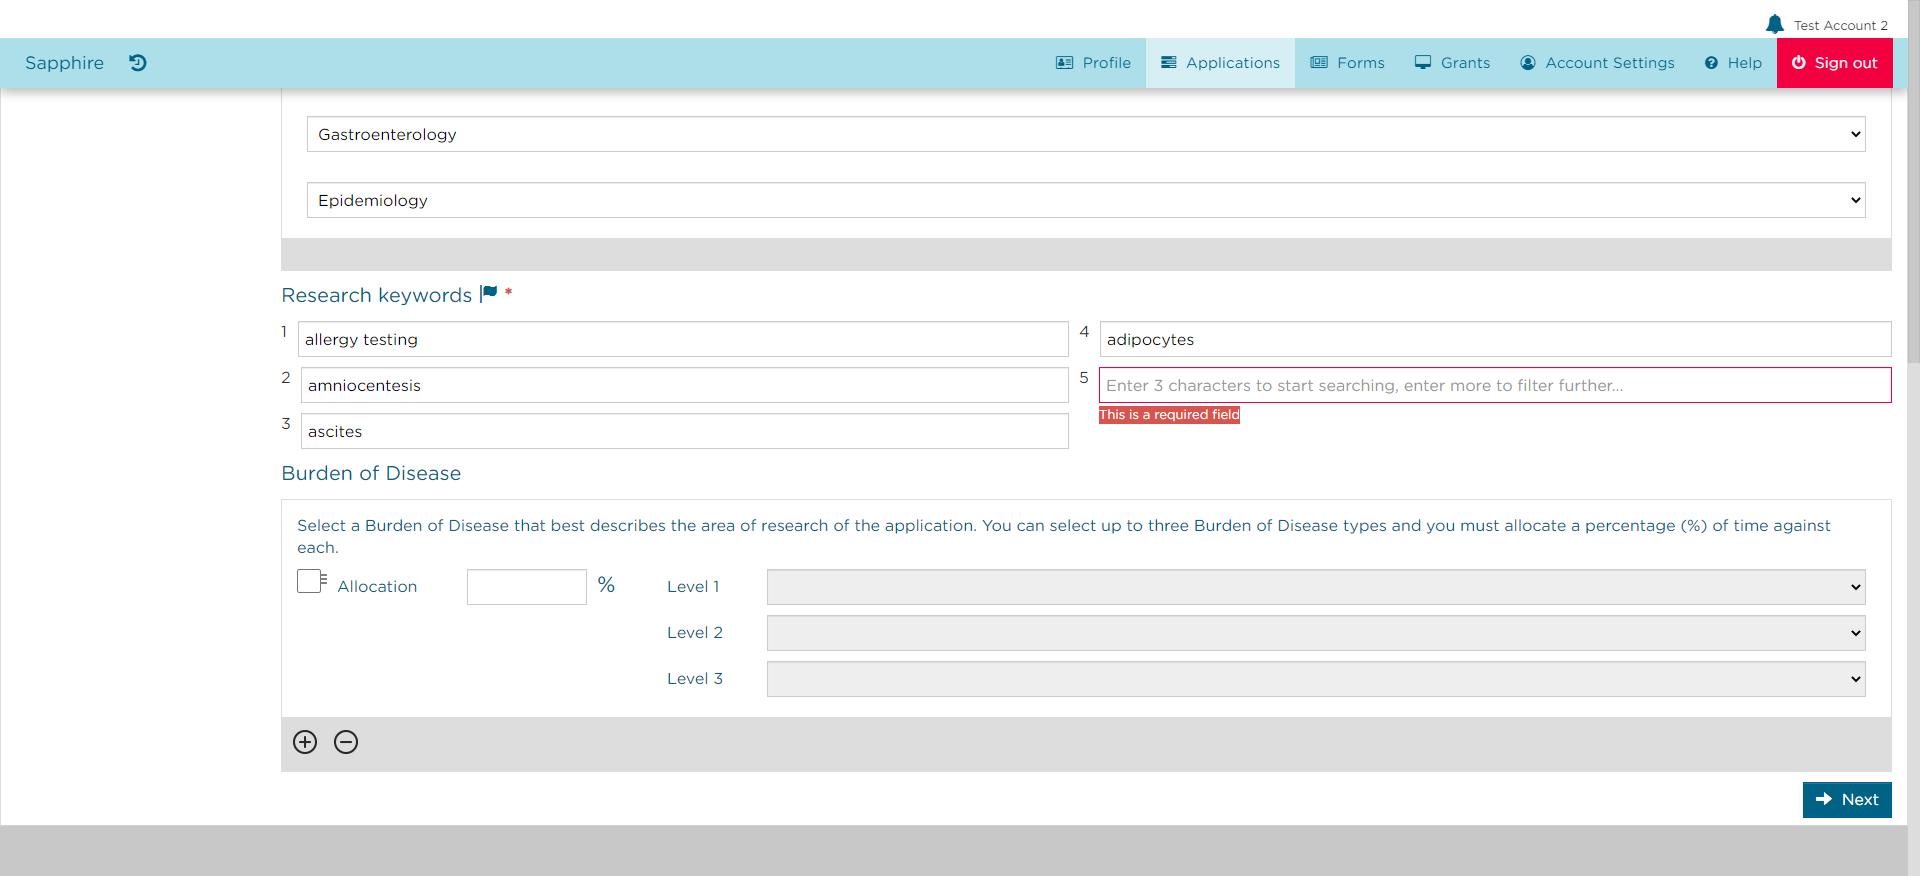 Test Account 2
Sapphire
Profile
Applications
Forms
Grants
Account Settings
Help
Sign out
Gastroenterology
Epidemiology
Research keywords *
1 allergy testing
2 amniocentesis
3 ascites
4 adipocytes
5 Enter 3 characters to start searching, enter more to filter further...
This is a required field
Burden of Disease
Select a Burden of Disease that best describes the area of research of the application. You can select up to three Burden of Disease types and you must allocate a percentage (%) of time against
each.
Allocation % Level 1
Level 2
Level 3
Next